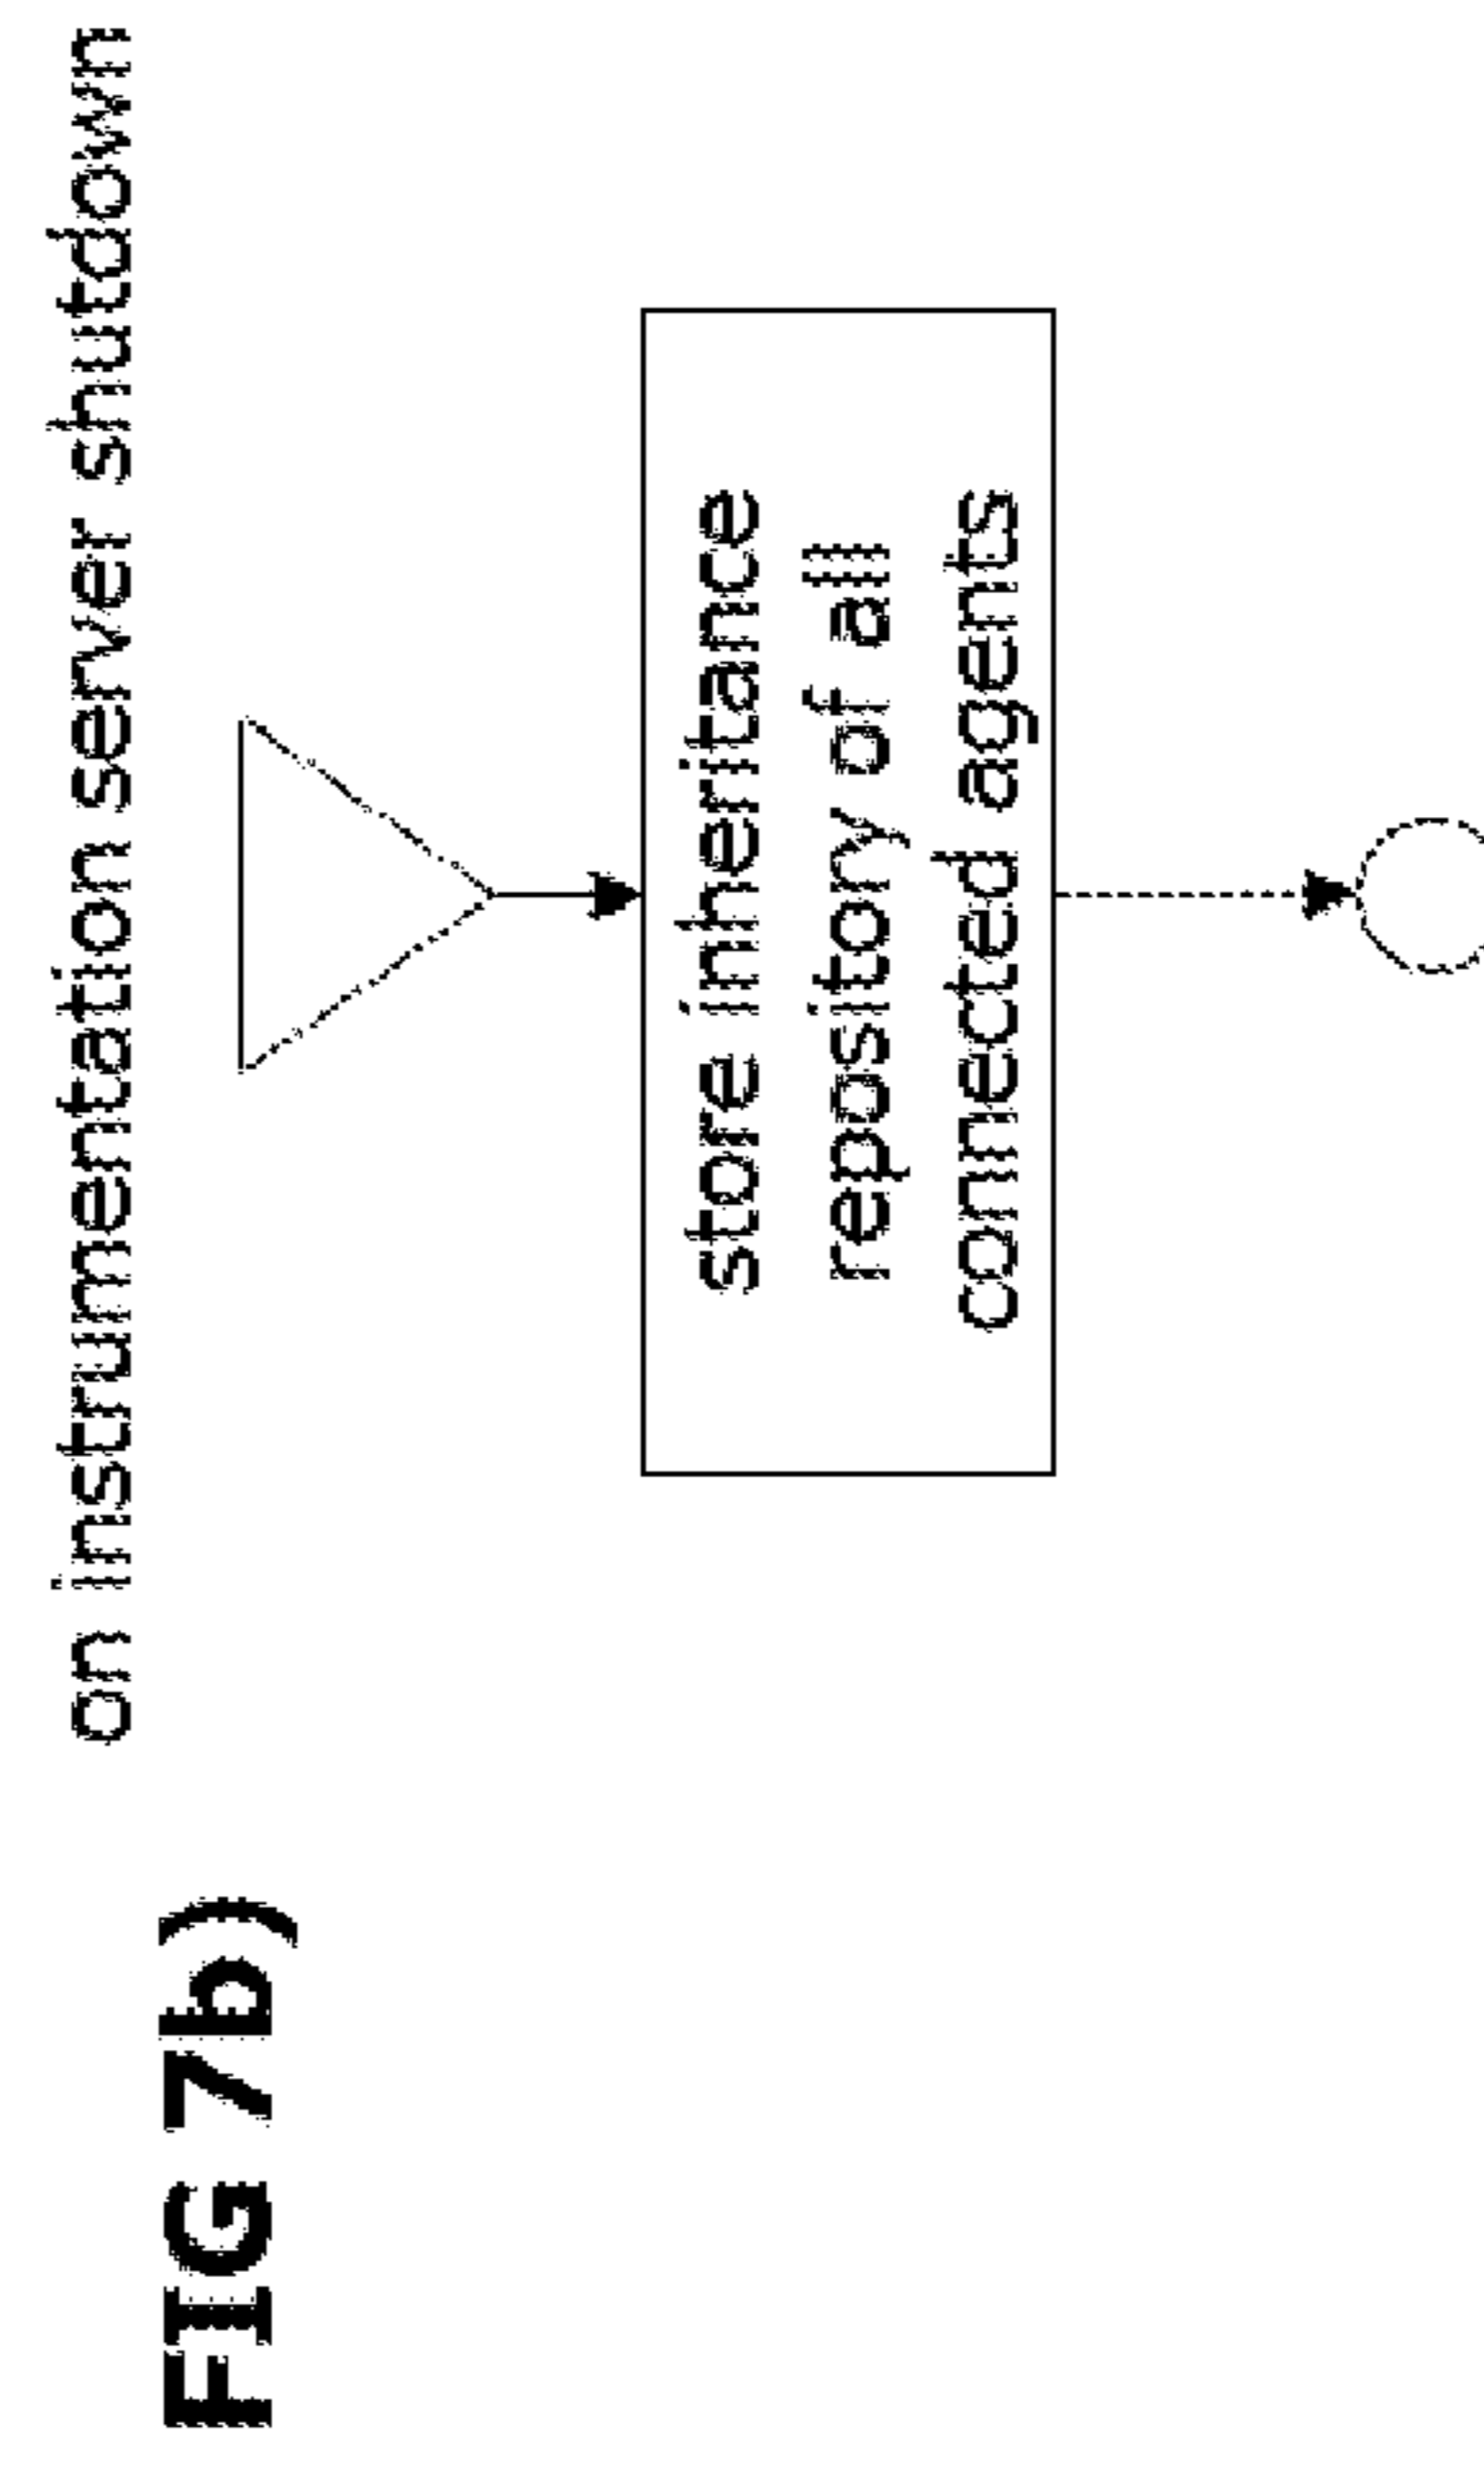 on instrumentation server shutdown
FIG 7b)
store inheritance
repository of all
connected agents